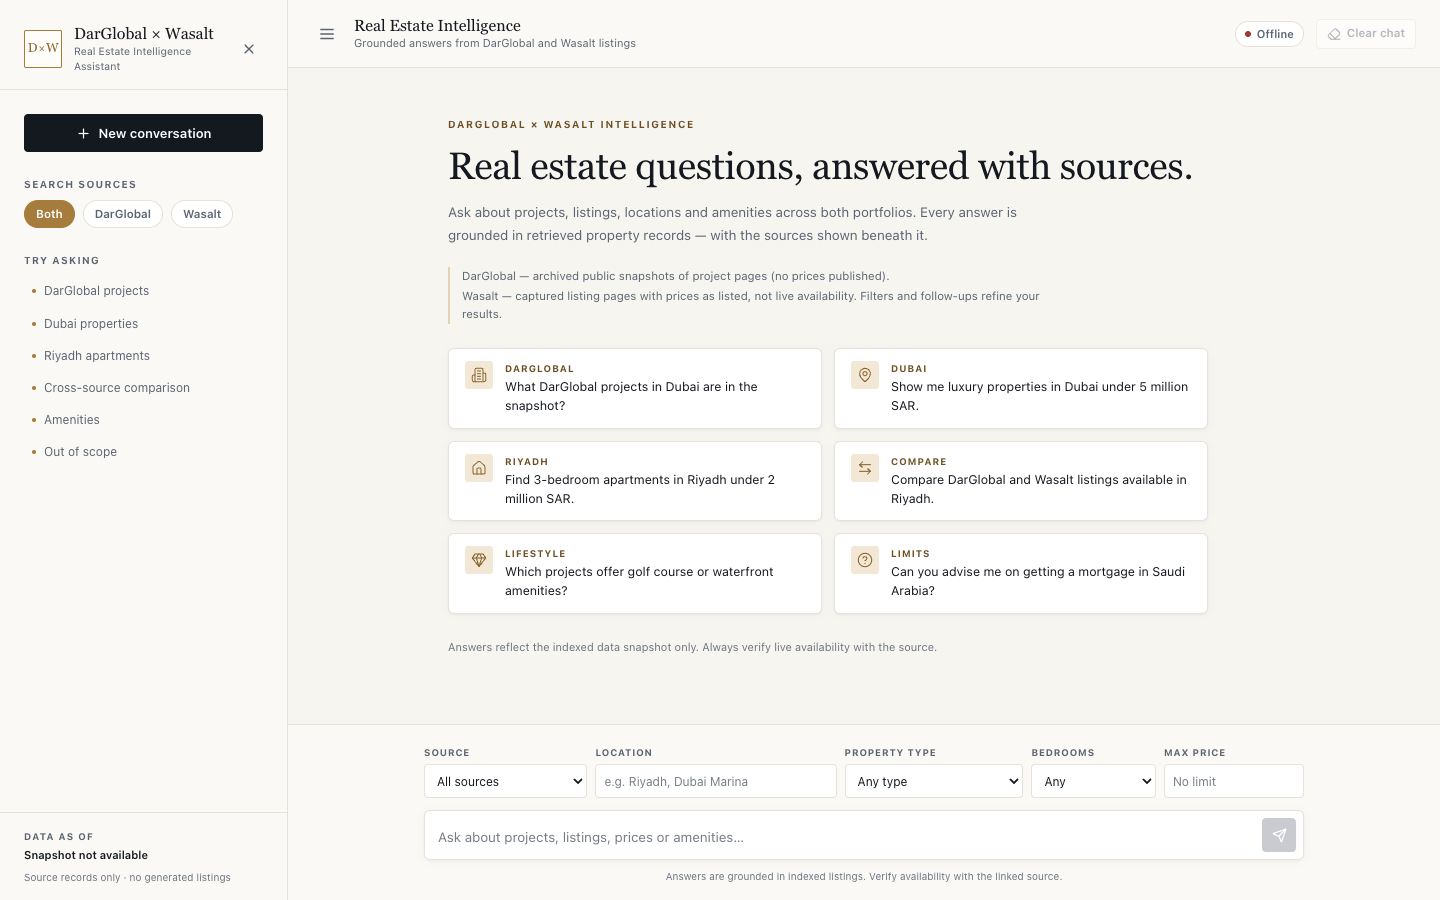 D×W
DarGlobal × Wasalt
Real Estate Intelligence
Assistant
New conversation
SEARCH SOURCES
Both
DarGlobal
Wasalt
TRY ASKING
DarGlobal projects
Dubai properties
Riyadh apartments
Cross-source comparison
Amenities
Out of scope
DATA AS OF
Snapshot not available
Source records only · no generated listings
Real Estate Intelligence
Grounded answers from DarGlobal and Wasalt listings
Offline
Clear chat
DARGLOBAL × WASALT INTELLIGENCE
Real estate questions, answered with sources.
Ask about projects, listings, locations and amenities across both portfolios. Every answer is
grounded in retrieved property records — with the sources shown beneath it.
DarGlobal — archived public snapshots of project pages (no prices published).
Wasalt — captured listing pages with prices as listed, not live availability. Filters and follow-ups refine your
results.
DARGLOBAL
What DarGlobal projects in Dubai are in the
snapshot?
DUBAI
Show me luxury properties in Dubai under 5 million
SAR.
RIYADH
Find 3-bedroom apartments in Riyadh under 2
million SAR.
COMPARE
Compare DarGlobal and Wasalt listings available in
Riyadh.
LIFESTYLE
Which projects offer golf course or waterfront
amenities?
LIMITS
Can you advise me on getting a mortgage in Saudi
Arabia?
Answers reflect the indexed data snapshot only. Always verify live availability with the source.
SOURCE
All sources
LOCATION
e.g. Riyadh, Dubai Marina
PROPERTY TYPE
Any type
BEDROOMS
Any
MAX PRICE
No limit
Ask about projects, listings, prices or amenities…
Answers are grounded in indexed listings. Verify availability with the linked source.